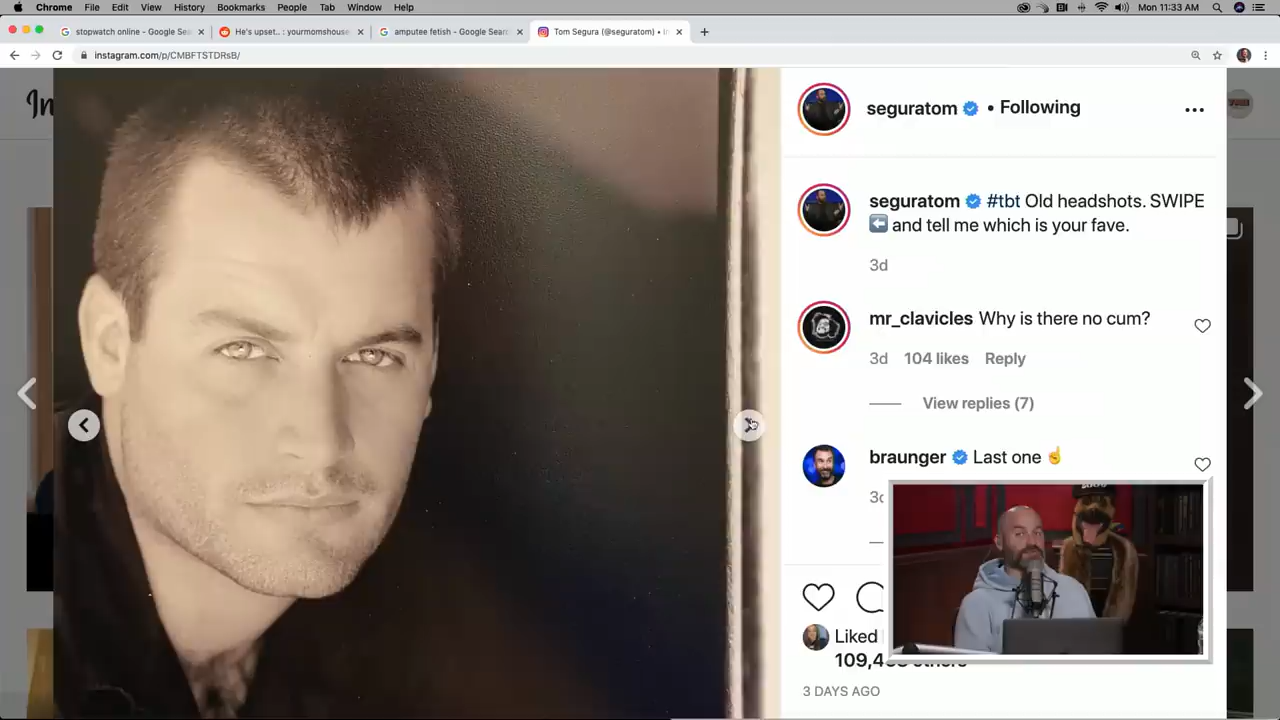 Chrome File Edit View History Bookmarks People Tab Window Help
Mon 11:33 AM
stopwatch online - Google Sea
He's upset.. : yourmomshouse
amputee fetish - Google Searc
Tom Segura (@seguratom) • In
instagram.com/p/CMBFTSTDRsB/
In
seguratom • Following
seguratom #tbt Old headshots. SWIPE
and tell me which is your fave.
3d
mr_clavicles Why is there no cum?
3d 104 likes Reply
View replies (7)
braunger Last one
Liked
others
3 DAYS AGO